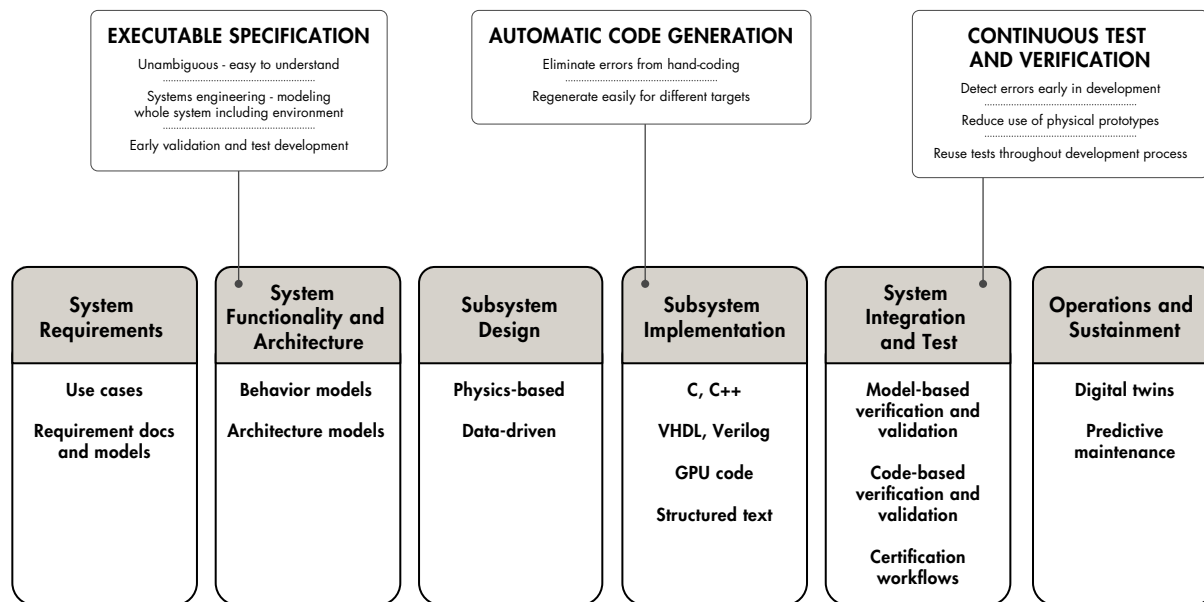 EXECUTABLE SPECIFICATION
Unambiguous - easy to understand
Systems engineering - modeling
whole system including environment
Early validation and test development
AUTOMATIC CODE GENERATION
Eliminate errors from hand-coding
Regenerate easily for different targets
CONTINUOUS TEST
AND VERIFICATION
Detect errors early in development
Reduce use of physical prototypes
Reuse tests throughout development process
System
Requirements
Use cases
Requirement docs
and models
System
Functionality and
Architecture
Behavior models
Architecture models
Subsystem
Design
Physics-based
Data-driven
Subsystem
Implementation
C, C++
VHDL, Verilog
GPU code
Structured text
System
Integration
and Test
Model-based
verification and
validation
Code-based
verification and
validation
Certification
workflows
Operations and
Sustainment
Digital twins
Predictive
maintenance